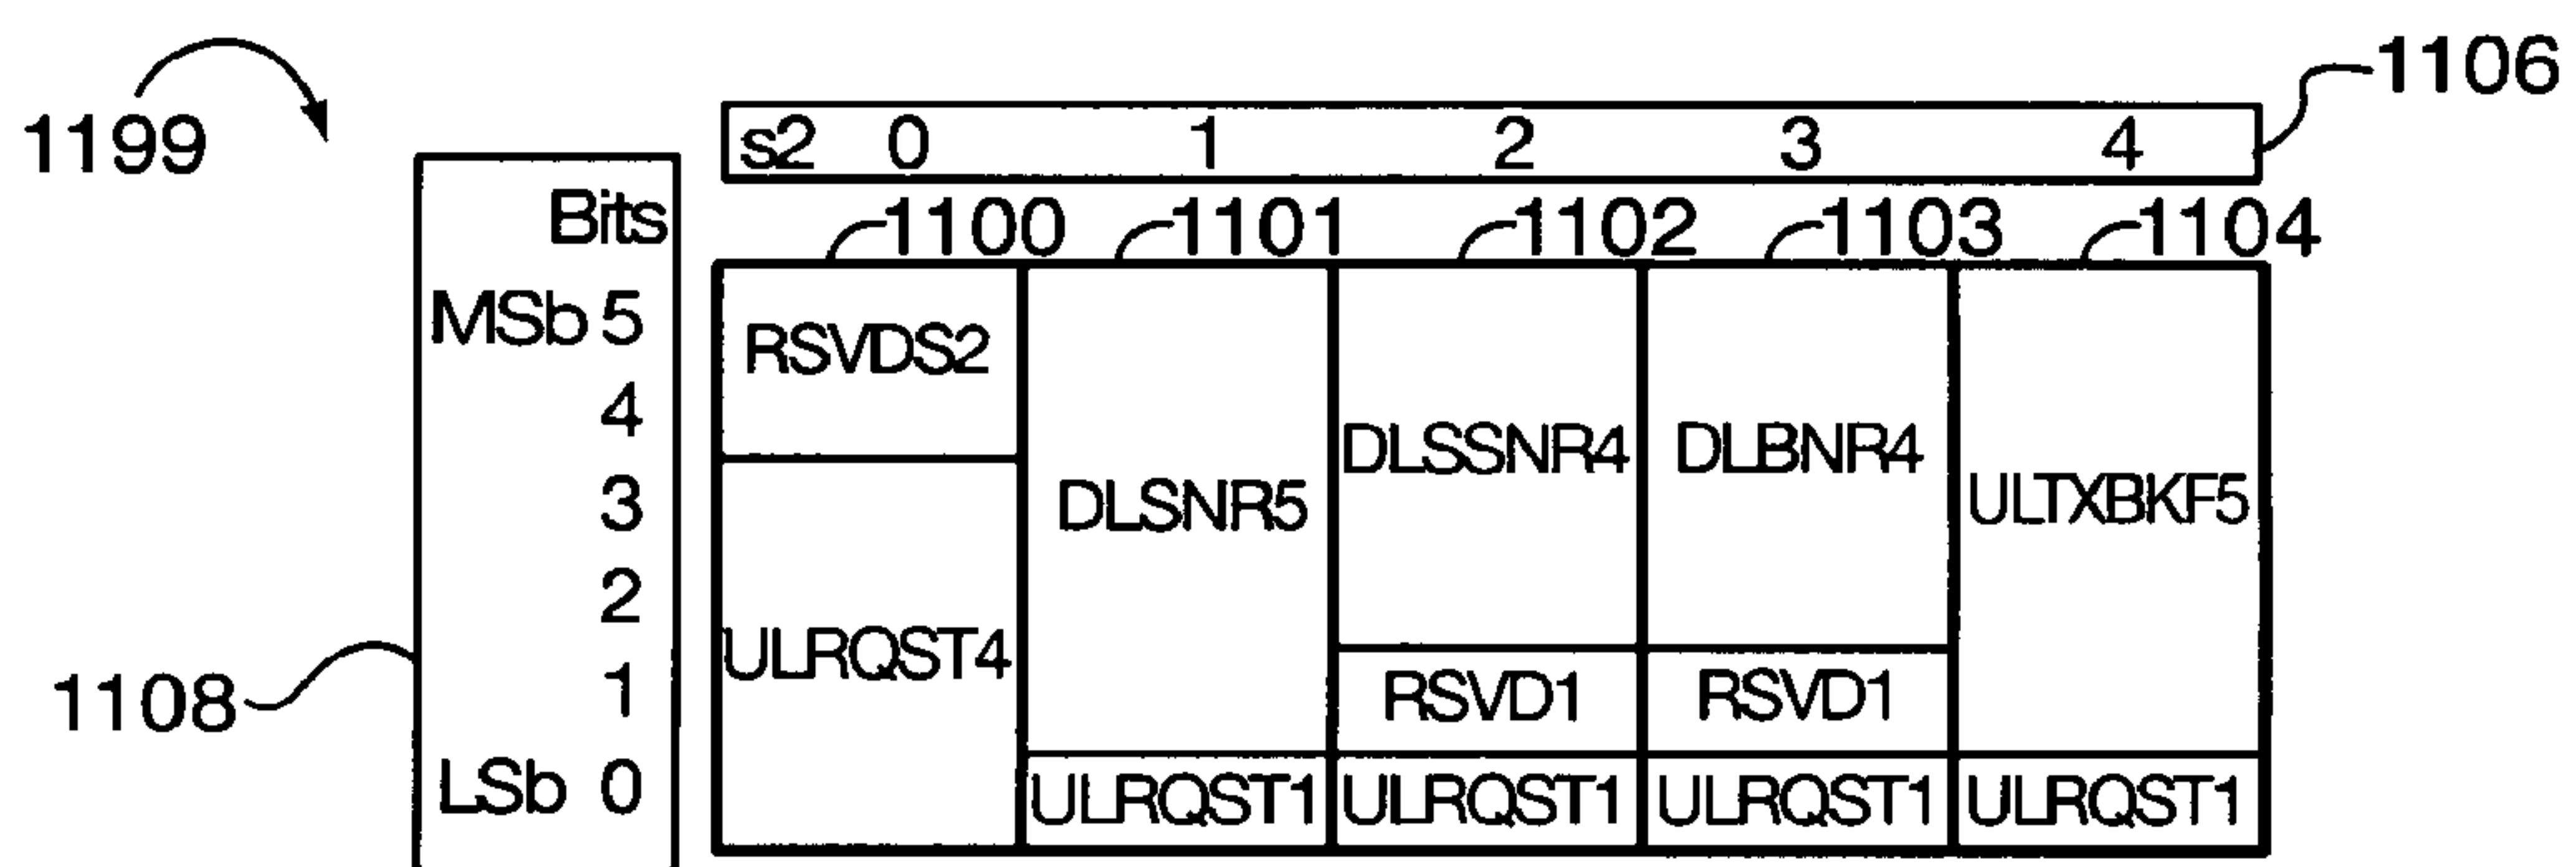 1106
1199
s2 0 1 2 3 4
Bits
1100 1101 1102 1103 1104
MSb 5
RSVDS2
4
DLSSNR4 DLBNR4
3
DLSNR5 ULTXBKF5
2
ULRQST4
1
RSVD1 RSVD1
1108
LSb 0
ULRQST1 ULRQST1 ULRQST1 ULRQST1